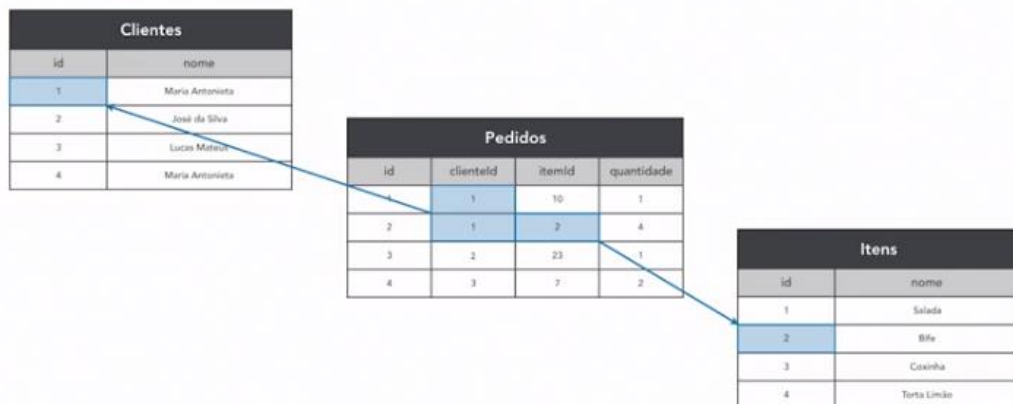 Clientes
id nome
1 Maria Antonieta
2 José da Silva
3 Lucas Mateus
4 Maria Antonieta
Pedidos
id clienteId itemId quantidade
1 1 10 1
2 1 2 4
3 2 23 1
4 3 7 2
Itens
id nome
1 Salada
2 Bife
3 Coxinha
4 Torta Limão